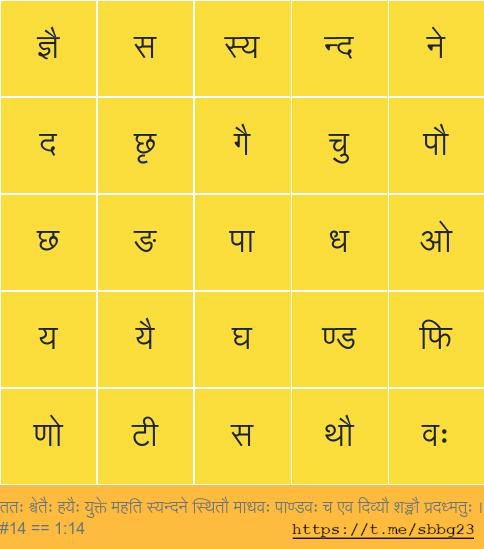 ज्ञै स स्य न्द ने
द छृ गै चु पौ
छ ङ पा ध ओ
य यै घ ण्ड फि
णो टी स थौ वः
ततः श्वेतैः हयैः युक्ते महति स्यन्दने स्थितौ माधवः पाण्डवः च एव दिव्यौ शङ्खौ प्रदध्मतुः ।
#14 == 1:14 https://t.me/sbbg23